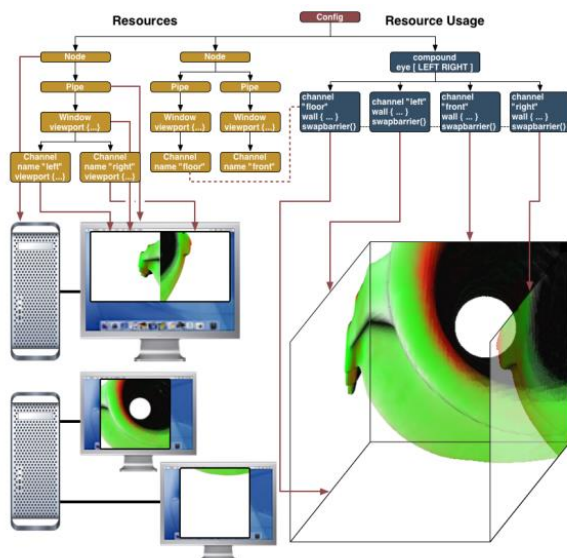 Resources
Config
Resource Usage
Node
Node
compound
eye [ LEFT RIGHT ]
Pipe
Pipe
Pipe
Window
viewport {...}
Window
viewport {...}
Window
viewport {...}
Channel
name "left"
viewport {...}
Channel
name "right"
viewport {...}
Channel
name "floor"
Channel
name "front"
channel
"floor"
wall { ... }
swapbarrier{}
channel "left"
wall { ... }
swapbarrier{}
channel
"front"
wall { ... }
swapbarrier{}
channel
"right"
wall { ... }
swapbarrier{}